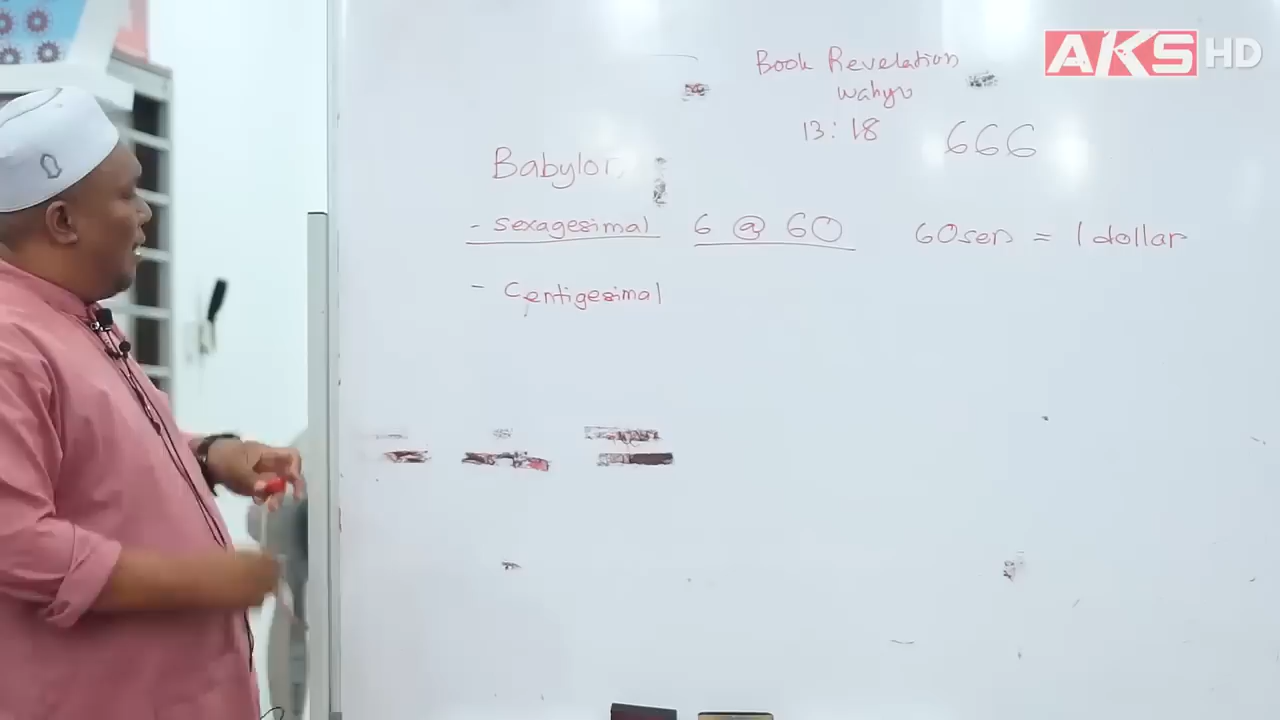 AKS HD
Book Revelation
wahyu
13:18 666
Babylon
- sexagesimal 6 @ 60 60sen = 1 dollar
- Centigesimal